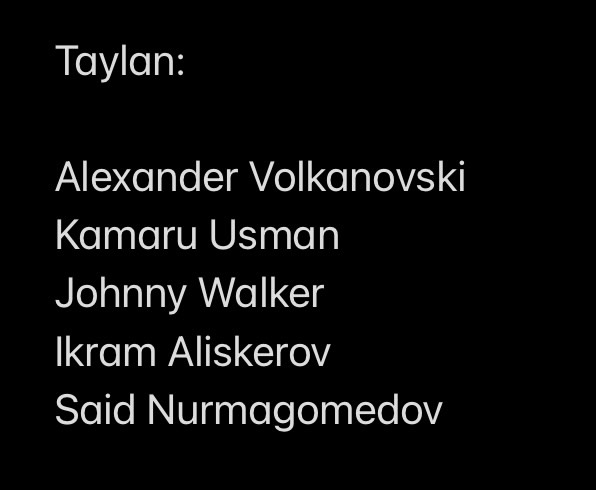 Taylan:
Alexander Volkanovski
Kamaru Usman
Johnny Walker
Ikram Aliskerov
Said Nurmagomedov